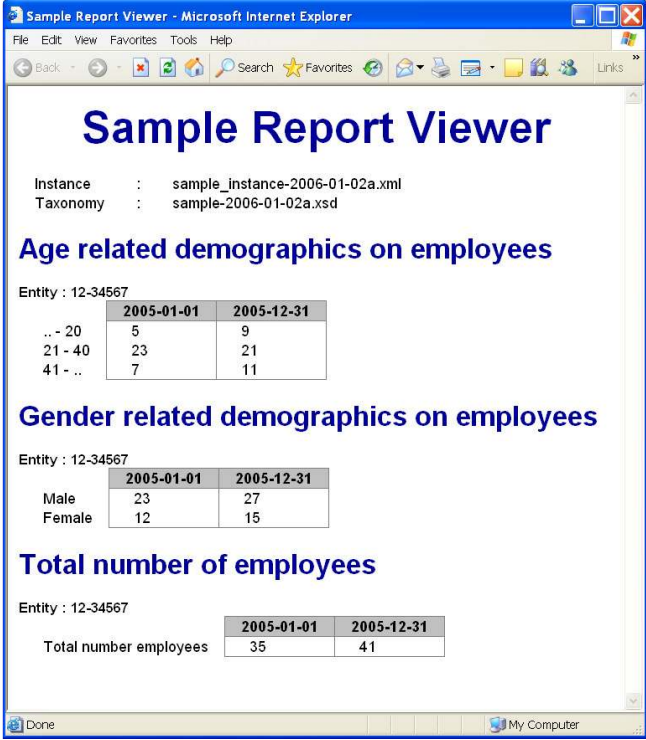 Sample Report Viewer - Microsoft Internet Explorer
File Edit View Favorites Tools Help
Back Search Favorites Links »
Sample Report Viewer
Instance : sample_instance-2006-01-02a.xml
Taxonomy : sample-2006-01-02a.xsd
Age related demographics on employees
Entity : 12-34567
2005-01-01 2005-12-31
.. - 20 5 9
21 - 40 23 21
41 - .. 7 11
Gender related demographics on employees
Entity : 12-34567
2005-01-01 2005-12-31
Male 23 27
Female 12 15
Total number of employees
Entity : 12-34567
2005-01-01 2005-12-31
Total number employees 35 41
Done My Computer